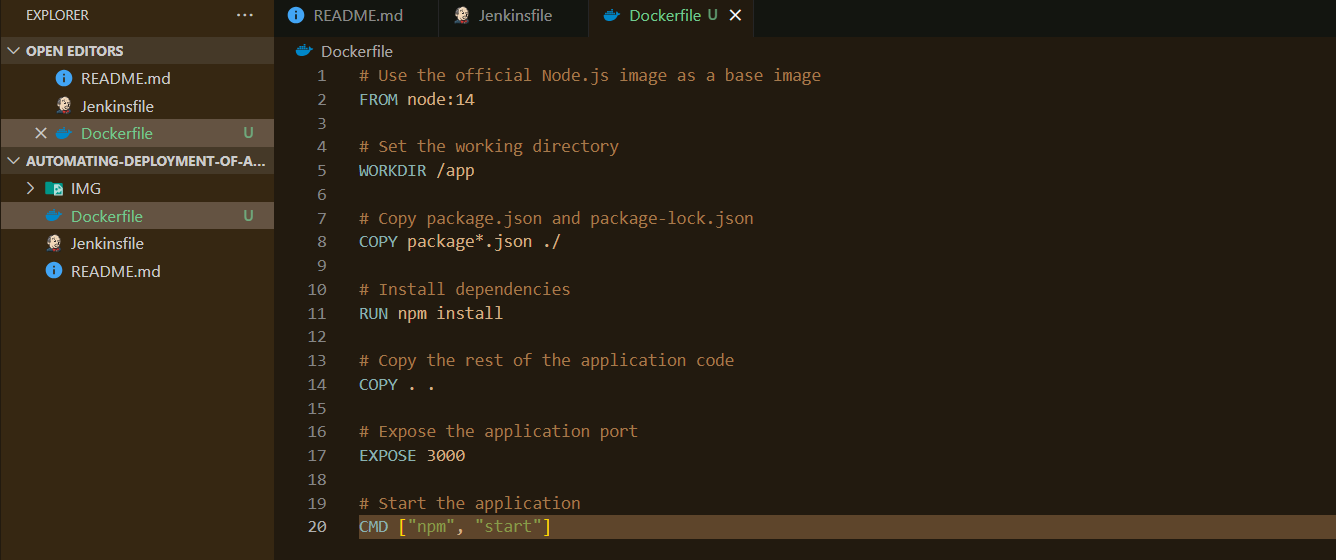 EXPLORER
...
OPEN EDITORS
README.md
Jenkinsfile
Dockerfile U
AUTOMATING-DEPLOYMENT-OF-A...
IMG
Dockerfile U
Jenkinsfile
README.md
README.md Jenkinsfile Dockerfile U
Dockerfile
1 # Use the official Node.js image as a base image
2 FROM node:14
3
4 # Set the working directory
5 WORKDIR /app
6
7 # Copy package.json and package-lock.json
8 COPY package*.json ./
9
10 # Install dependencies
11 RUN npm install
12
13 # Copy the rest of the application code
14 COPY . .
15
16 # Expose the application port
17 EXPOSE 3000
18
19 # Start the application
20 CMD ["npm", "start"]